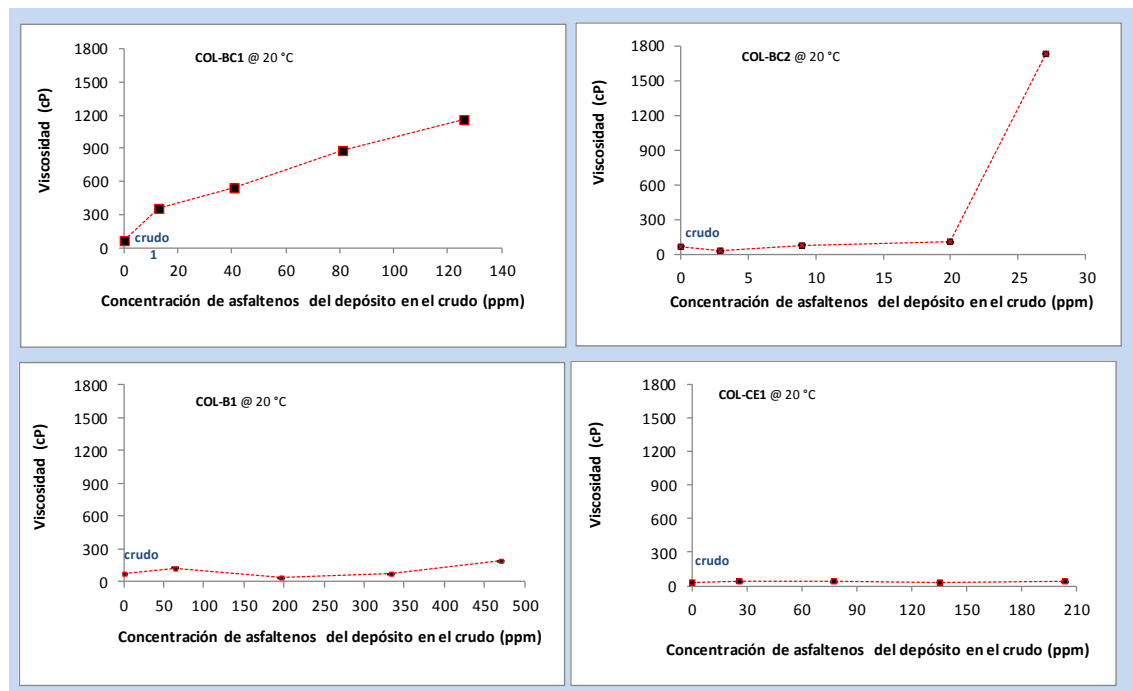 COL-BC1 @ 20 °C
Viscosidad (cP)
1800
1500
1200
900
600
300
0
crudo
1
0 20 40 60 80 100 120 140
Concentración de asfaltenos del depósito en el crudo (ppm)
COL-BC2 @ 20 °C
Viscosidad (cP)
1800
1500
1200
900
600
300
0
crudo
0 5 10 15 20 25 30
Concentración de asfaltenos del depósito en el crudo (ppm)
COL-B1 @ 20 °C
Viscosidad (cP)
1800
1500
1200
900
600
300
0
crudo
0 50 100 150 200 250 300 350 400 450 500
Concentración de asfaltenos del depósito en el crudo (ppm)
COL-CE1 @ 20 °C
Viscosidad (cP)
1800
1500
1200
900
600
300
0
crudo
0 30 60 90 120 150 180 210
Concentración de asfaltenos del depósito en el crudo (ppm)